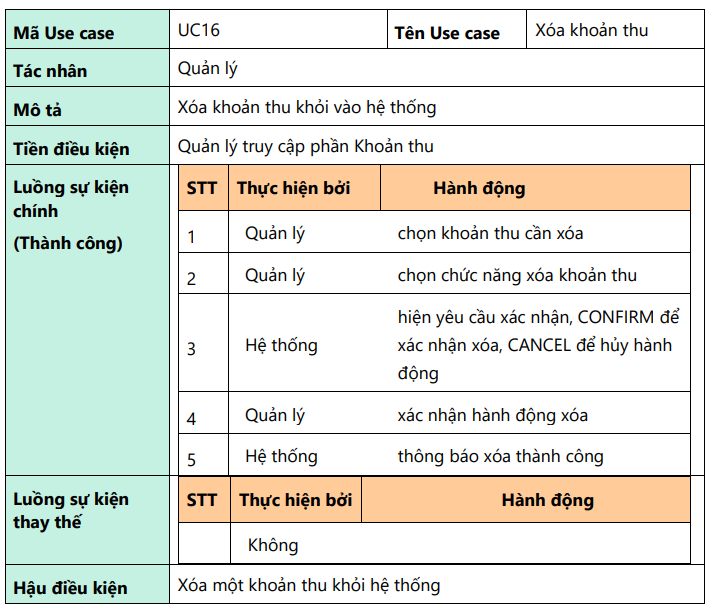 Mã Use case UC16 Tên Use case Xóa khoản thu
Tác nhân Quản lý
Mô tả Xóa khoản thu khỏi vào hệ thống
Tiền điều kiện Quản lý truy cập phần Khoản thu
Luồng sự kiện
chính
(Thành công)
STT Thực hiện bởi Hành động
1 Quản lý chọn khoản thu cần xóa
2 Quản lý chọn chức năng xóa khoản thu
3 Hệ thống hiện yêu cầu xác nhận, CONFIRM để
xác nhận xóa, CANCEL để hủy hành
động
4 Quản lý xác nhận hành động xóa
5 Hệ thống thông báo xóa thành công
Luồng sự kiện
thay thế
STT Thực hiện bới Hành động
Không
Hậu điều kiện Xóa một khoản thu khỏi hệ thống